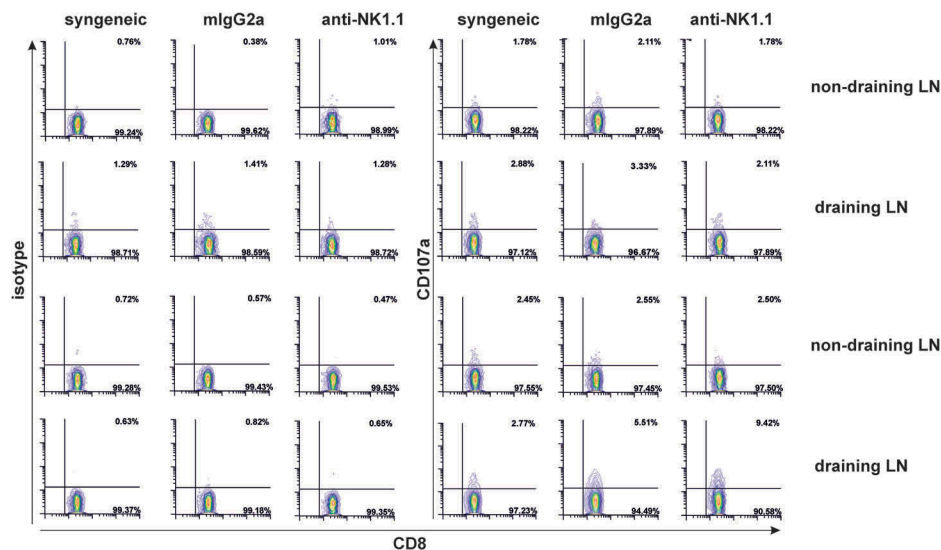 syngeneic mIgG2a anti-NK1.1 syngeneic mIgG2a anti-NK1.1
0.76% 0.38% 1.01% 1.78% 2.11% 1.78%
non-draining LN
99.24% 99.62% 98.99% 98.22% 97.89% 98.22%
1.29% 1.41% 1.28% 2.88% 3.33% 2.11%
draining LN
98.71% 98.59% 98.72% 97.12% 96.67% 97.89%
isotype
CD107a
0.72% 0.57% 0.47% 2.45% 2.55% 2.50%
non-draining LN
99.28% 99.43% 99.53% 97.55% 97.45% 97.50%
0.63% 0.82% 0.65% 2.77% 5.51% 9.42%
draining LN
99.37% 99.18% 99.35% 97.23% 94.49% 90.58%
CD8